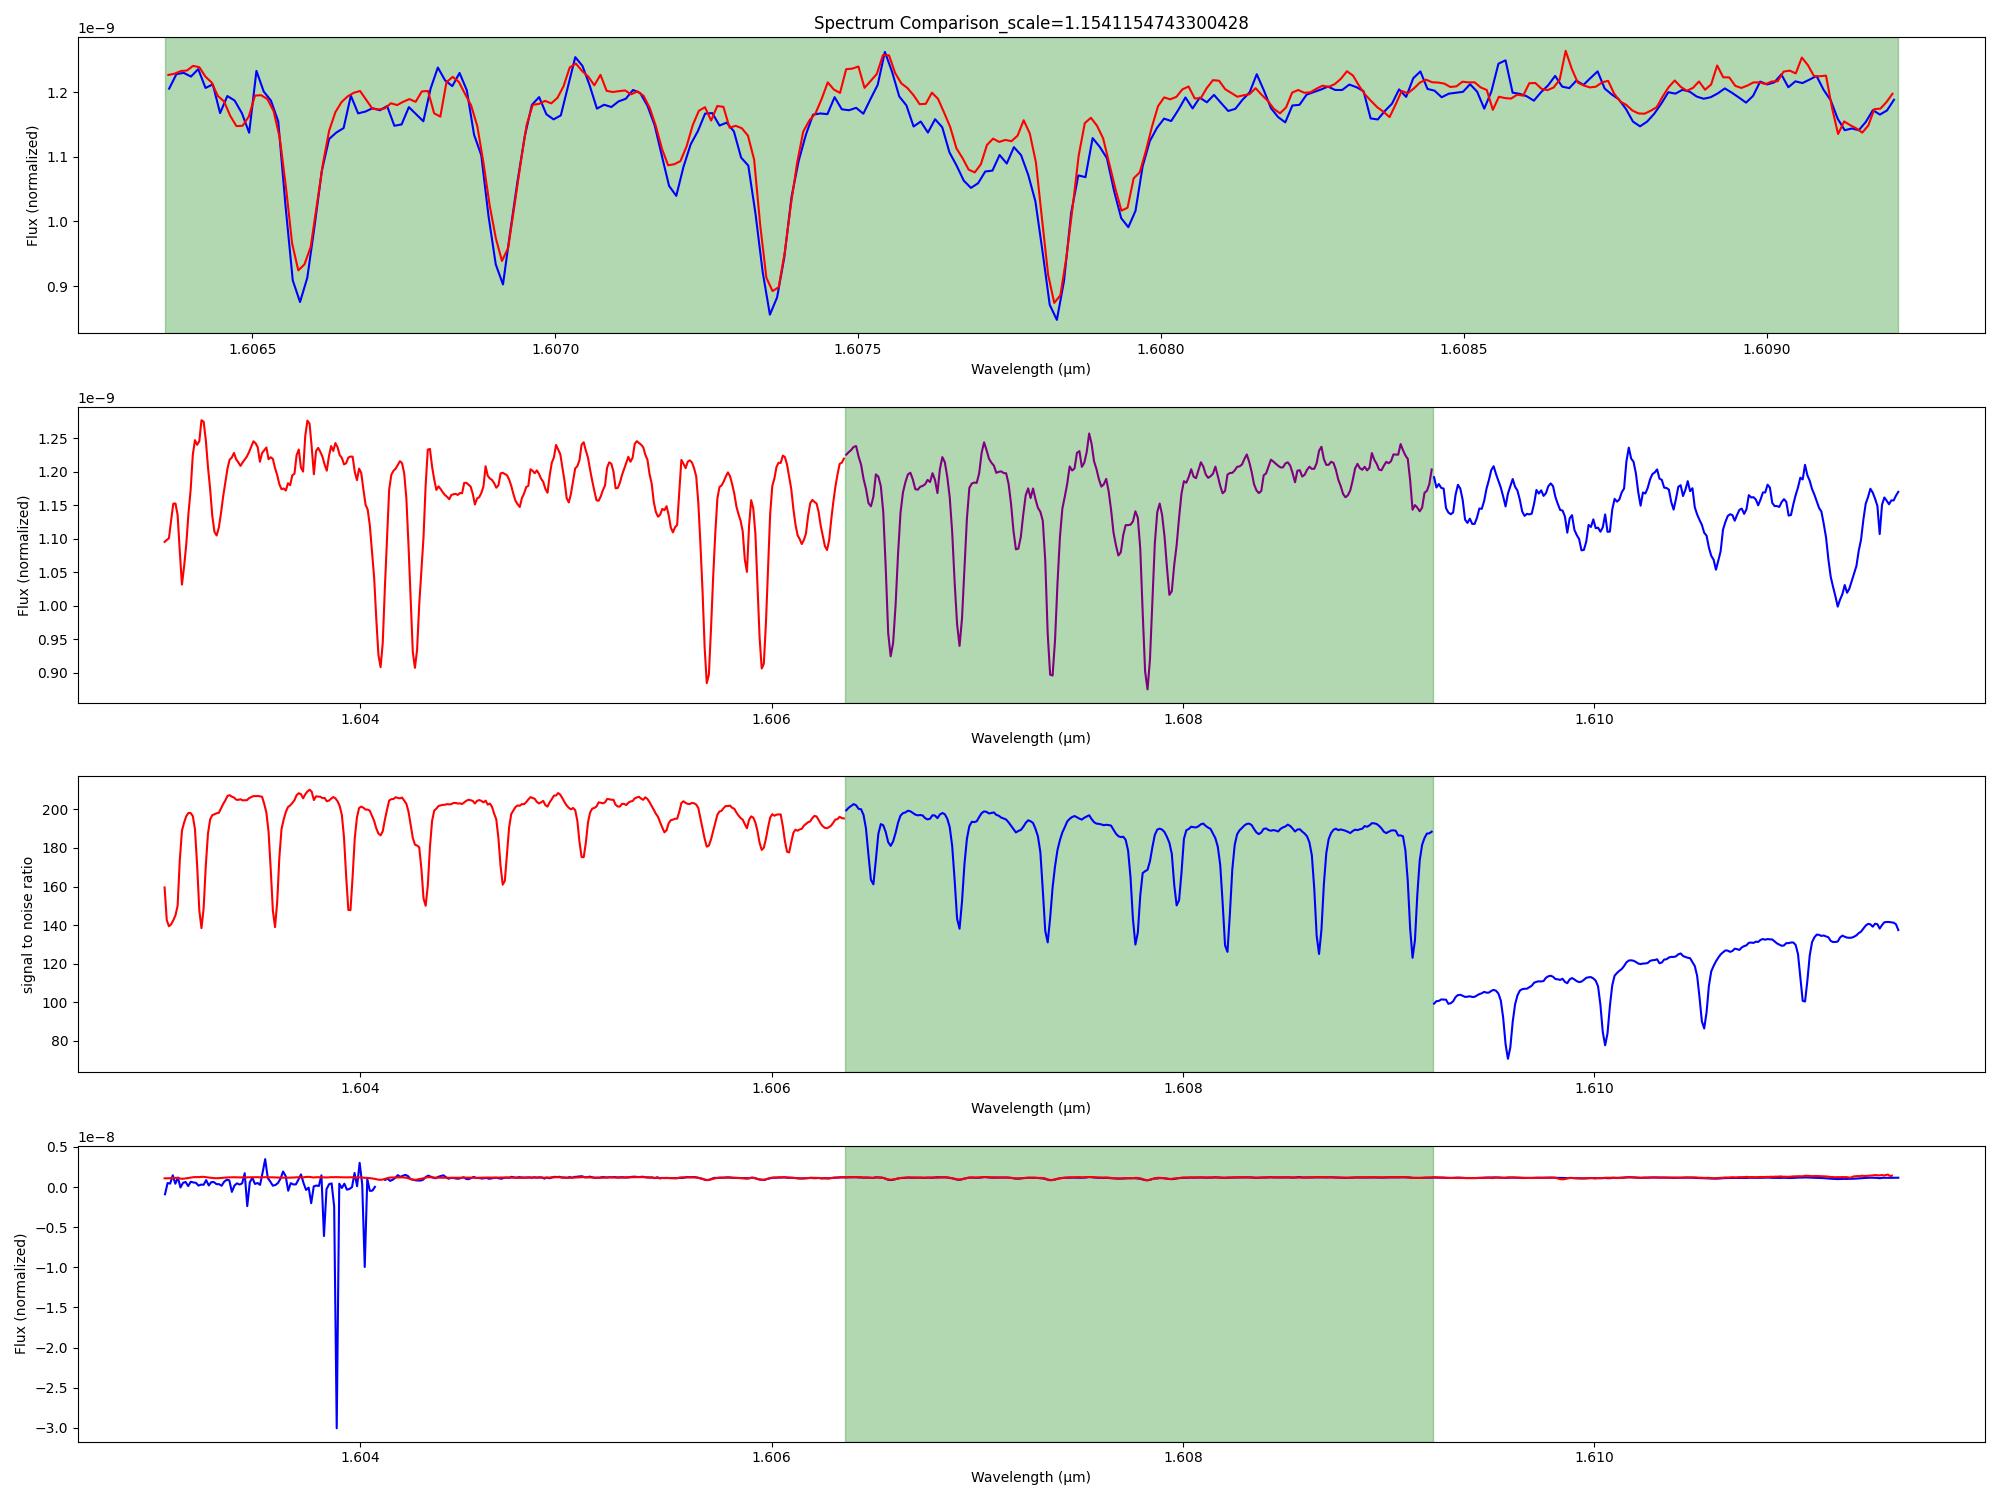 Spectrum Comparison_scale=1.1541154743300428
1e−9
1.2
1.1
1.0
0.9
Flux (normalized)
1.6065 1.6070 1.6075 1.6080 1.6085 1.6090
Wavelength (μm)
1e−9
1.25
1.20
1.15
1.10
1.05
1.00
0.95
0.90
Flux (normalized)
1.604 1.606 1.608 1.610
Wavelength (μm)
200
180
160
140
120
100
80
signal to noise ratio
1.604 1.606 1.608 1.610
Wavelength (μm)
1e−8
0.5
0.0
−0.5
−1.0
−1.5
−2.0
−2.5
−3.0
Flux (normalized)
1.604 1.606 1.608 1.610
Wavelength (μm)